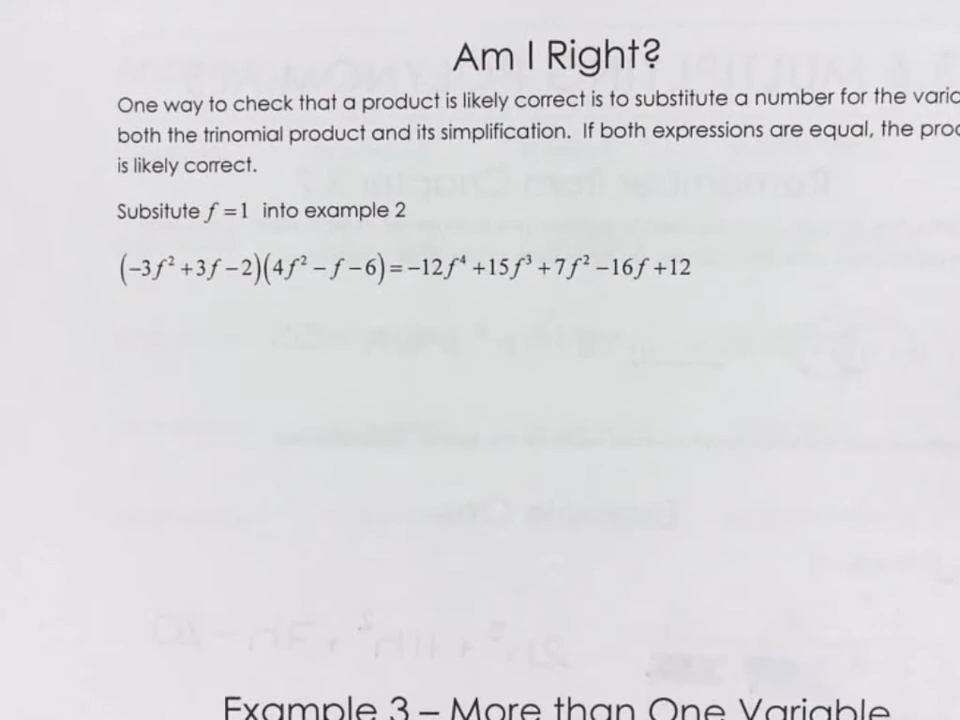 Am I Right?
One way to check that a product is likely correct is to substitute a number for the
both the trinomial product and its simplification. If both expressions are equal, the
is likely correct.
Subsitute f = 1 into example 2
(−3f² + 3f − 2)(4f² − f − 6) = −12f⁴ + 15f³ + 7f² − 16f + 12
Example 3 – More than One Variable